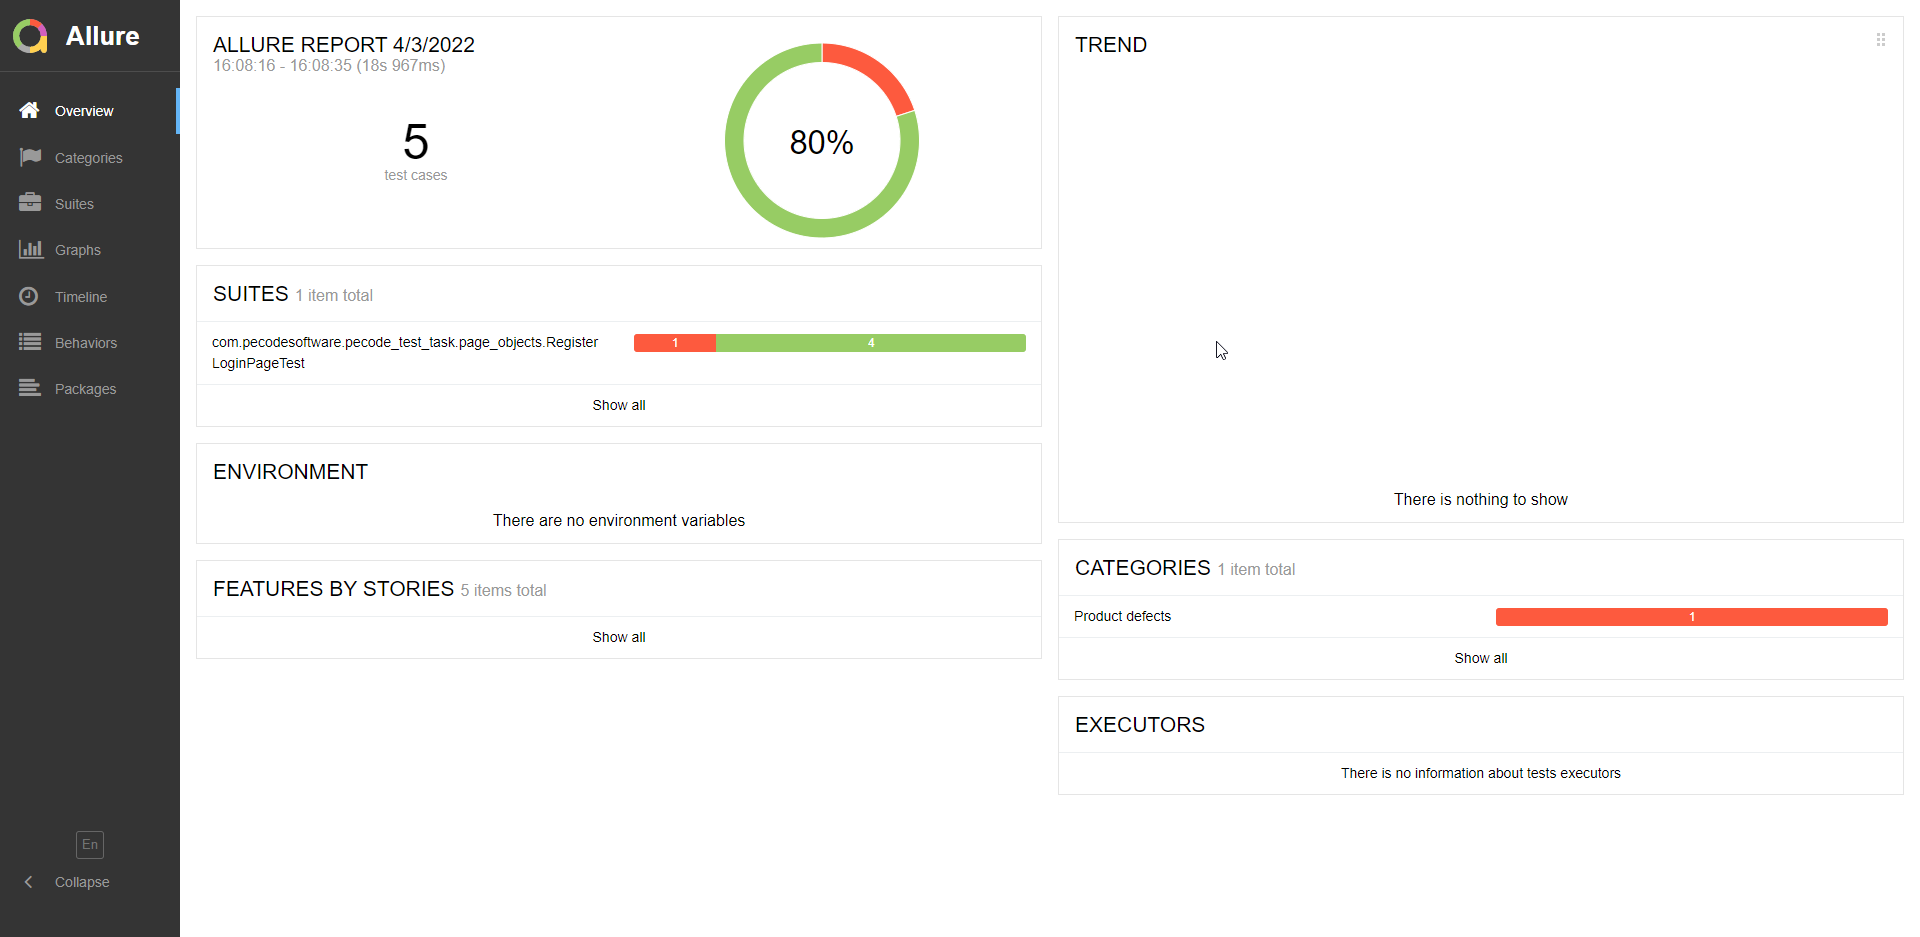 Allure
Overview
Categories
Suites
Graphs
Timeline
Behaviors
Packages
En
Collapse
ALLURE REPORT 4/3/2022
16:08:16 - 16:08:35 (18s 967ms)
5
test cases
80%
SUITES 1 item total
com.pecodesoftware.pecode_test_task.page_objects.Register
LoginPageTest
1 4
Show all
ENVIRONMENT
There are no environment variables
FEATURES BY STORIES 5 items total
Show all
TREND
There is nothing to show
CATEGORIES 1 item total
Product defects 1
Show all
EXECUTORS
There is no information about tests executors